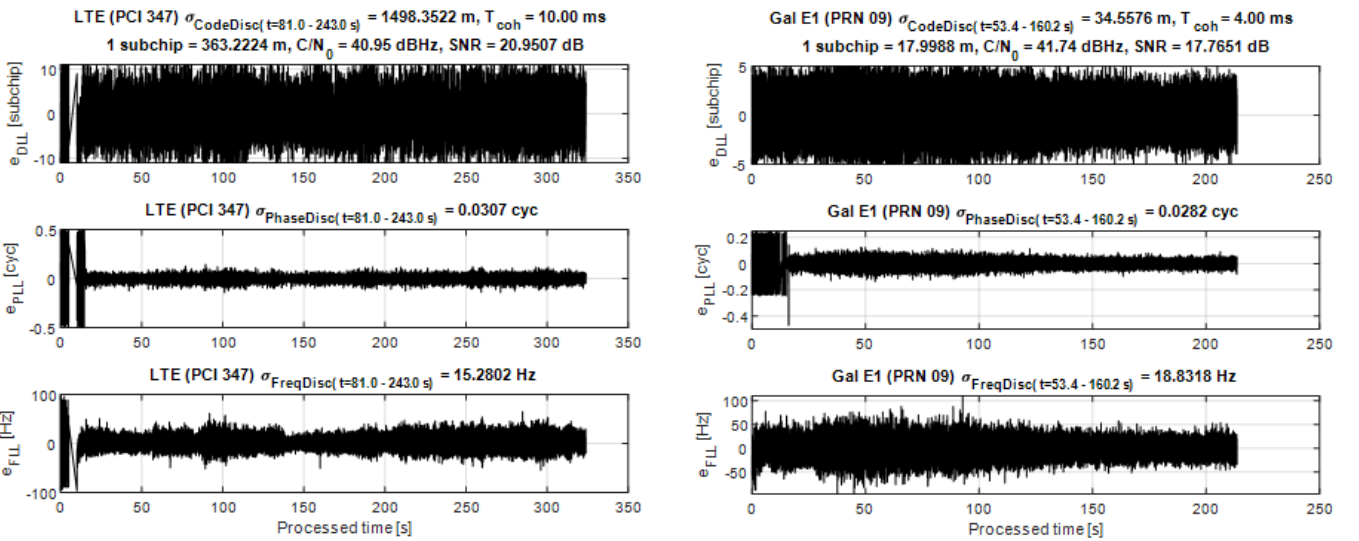 LTE (PCI 347) σCodeDisc( t=81.0 - 243.0 s) = 1498.3522 m, Tcoh = 10.00 ms
1 subchip = 363.2224 m, C/N0 = 40.95 dBHz, SNR = 20.9507 dB
10
0
-10
eDLL [subchip]
0 50 100 150 200 250 300 350
LTE (PCI 347) σPhaseDisc( t=81.0 - 243.0 s) = 0.0307 cyc
0.5
0
-0.5
ePLL [cyc]
0 50 100 150 200 250 300 350
LTE (PCI 347) σFreqDisc( t=81.0 - 243.0 s) = 15.2802 Hz
100
0
-100
eFLL [Hz]
0 50 100 150 200 250 300 350
Processed time [s]
Gal E1 (PRN 09) σCodeDisc( t=53.4 - 160.2 s) = 34.5576 m, Tcoh = 4.00 ms
1 subchip = 17.9988 m, C/N0 = 41.74 dBHz, SNR = 17.7651 dB
5
0
-5
eDLL [subchip]
0 50 100 150 200 250
Gal E1 (PRN 09) σPhaseDisc( t=53.4 - 160.2 s) = 0.0282 cyc
0.2
0
-0.2
-0.4
ePLL [cyc]
0 50 100 150 200 250
Gal E1 (PRN 09) σFreqDisc( t=53.4 - 160.2 s) = 18.8318 Hz
100
50
0
-50
eFLL [Hz]
0 50 100 150 200 250
Processed time [s]